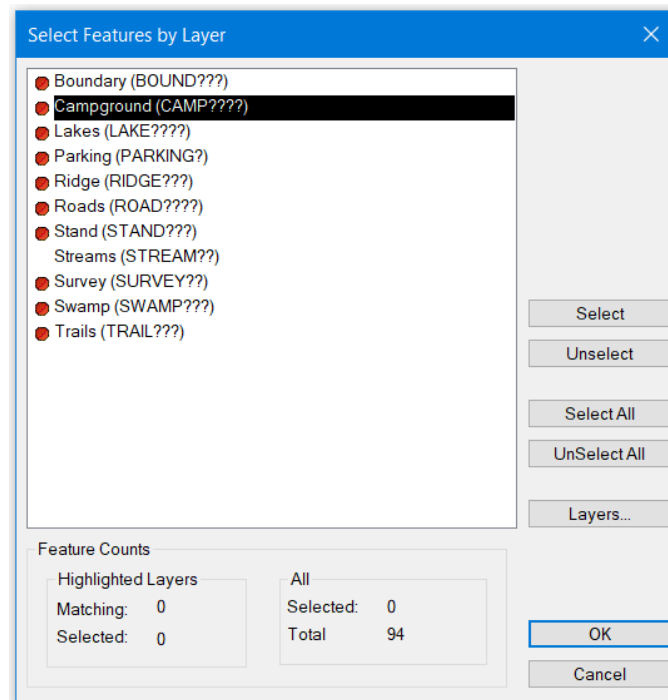 Select Features by Layer
Boundary (BOUND???)
Campground (CAMP????)
Lakes (LAKE????)
Parking (PARKING?)
Ridge (RIDGE???)
Roads (ROAD????)
Stand (STAND???)
Streams (STREAM??)
Survey (SURVEY??)
Swamp (SWAMP???)
Trails (TRAIL???)
Select
Unselect
Select All
UnSelect All
Layers...
Feature Counts
Highlighted Layers
Matching: 0
Selected: 0
All
Selected: 0
Total 94
OK
Cancel